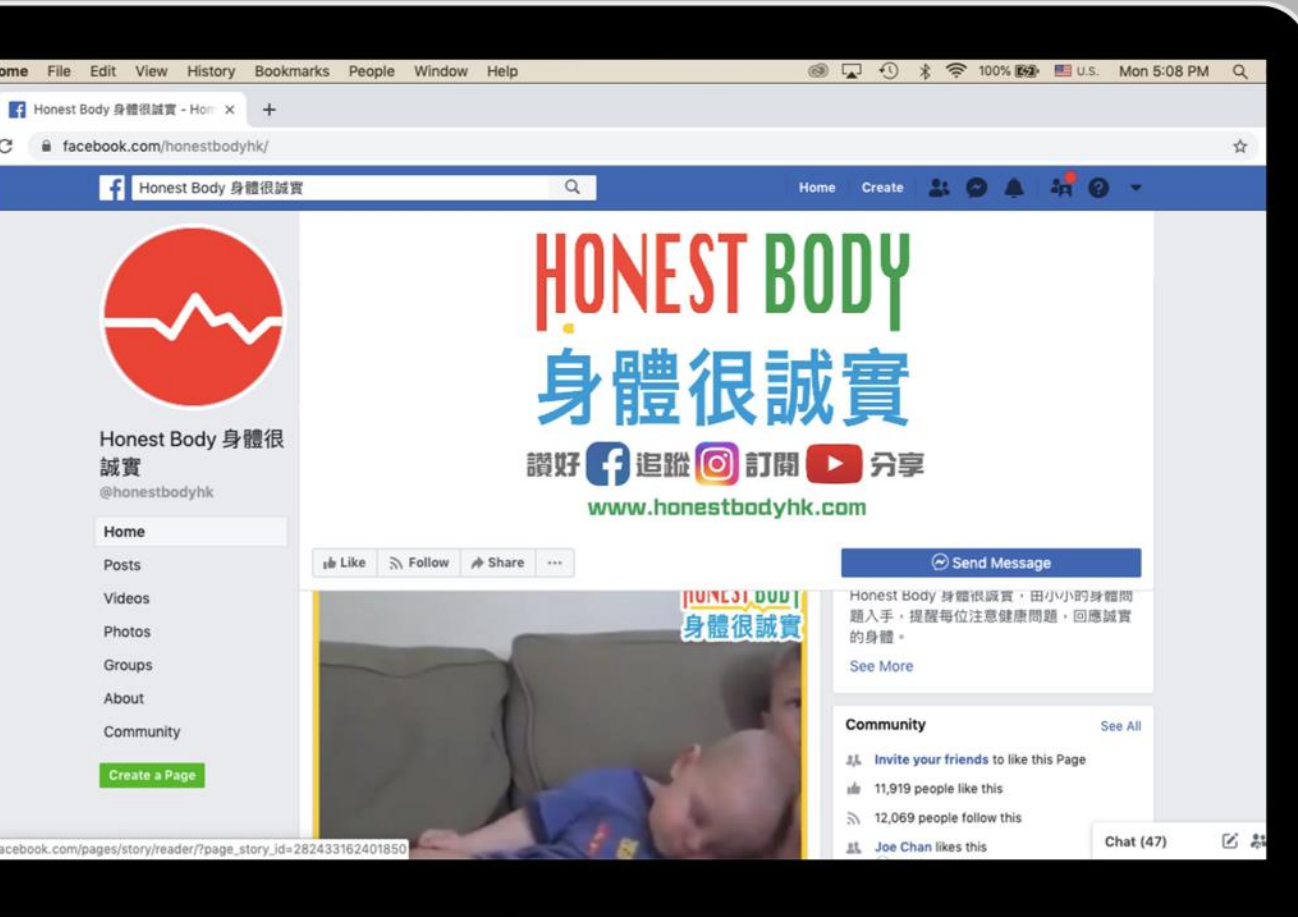 ome File Edit View History Bookmarks People Window Help 100% U.S. Mon 5:08 PM
Honest Body 身體很誠實 - Hom
facebook.com/honestbodyhk/
Honest Body 身體很誠實 Home Create
HONEST BODY
身體很誠實
讚好 追蹤 訂閱 分享
www.honestbodyhk.com
Honest Body 身體很
誠實
@honestbodyhk
Home
Posts
Videos
Photos
Groups
About
Community
Create a Page
Like Follow Share ...
Send Message
HONEST BODY
身體很誠實
Honest Body 身體很誠實，由小小的身體問
題入手，提醒每位注意健康問題，回應誠實
的身體。
See More
Community See All
Invite your friends to like this Page
11,919 people like this
12,069 people follow this
Joe Chan likes this
Chat (47)
acebook.com/pages/story/reader/?page_story_id=282433162401850